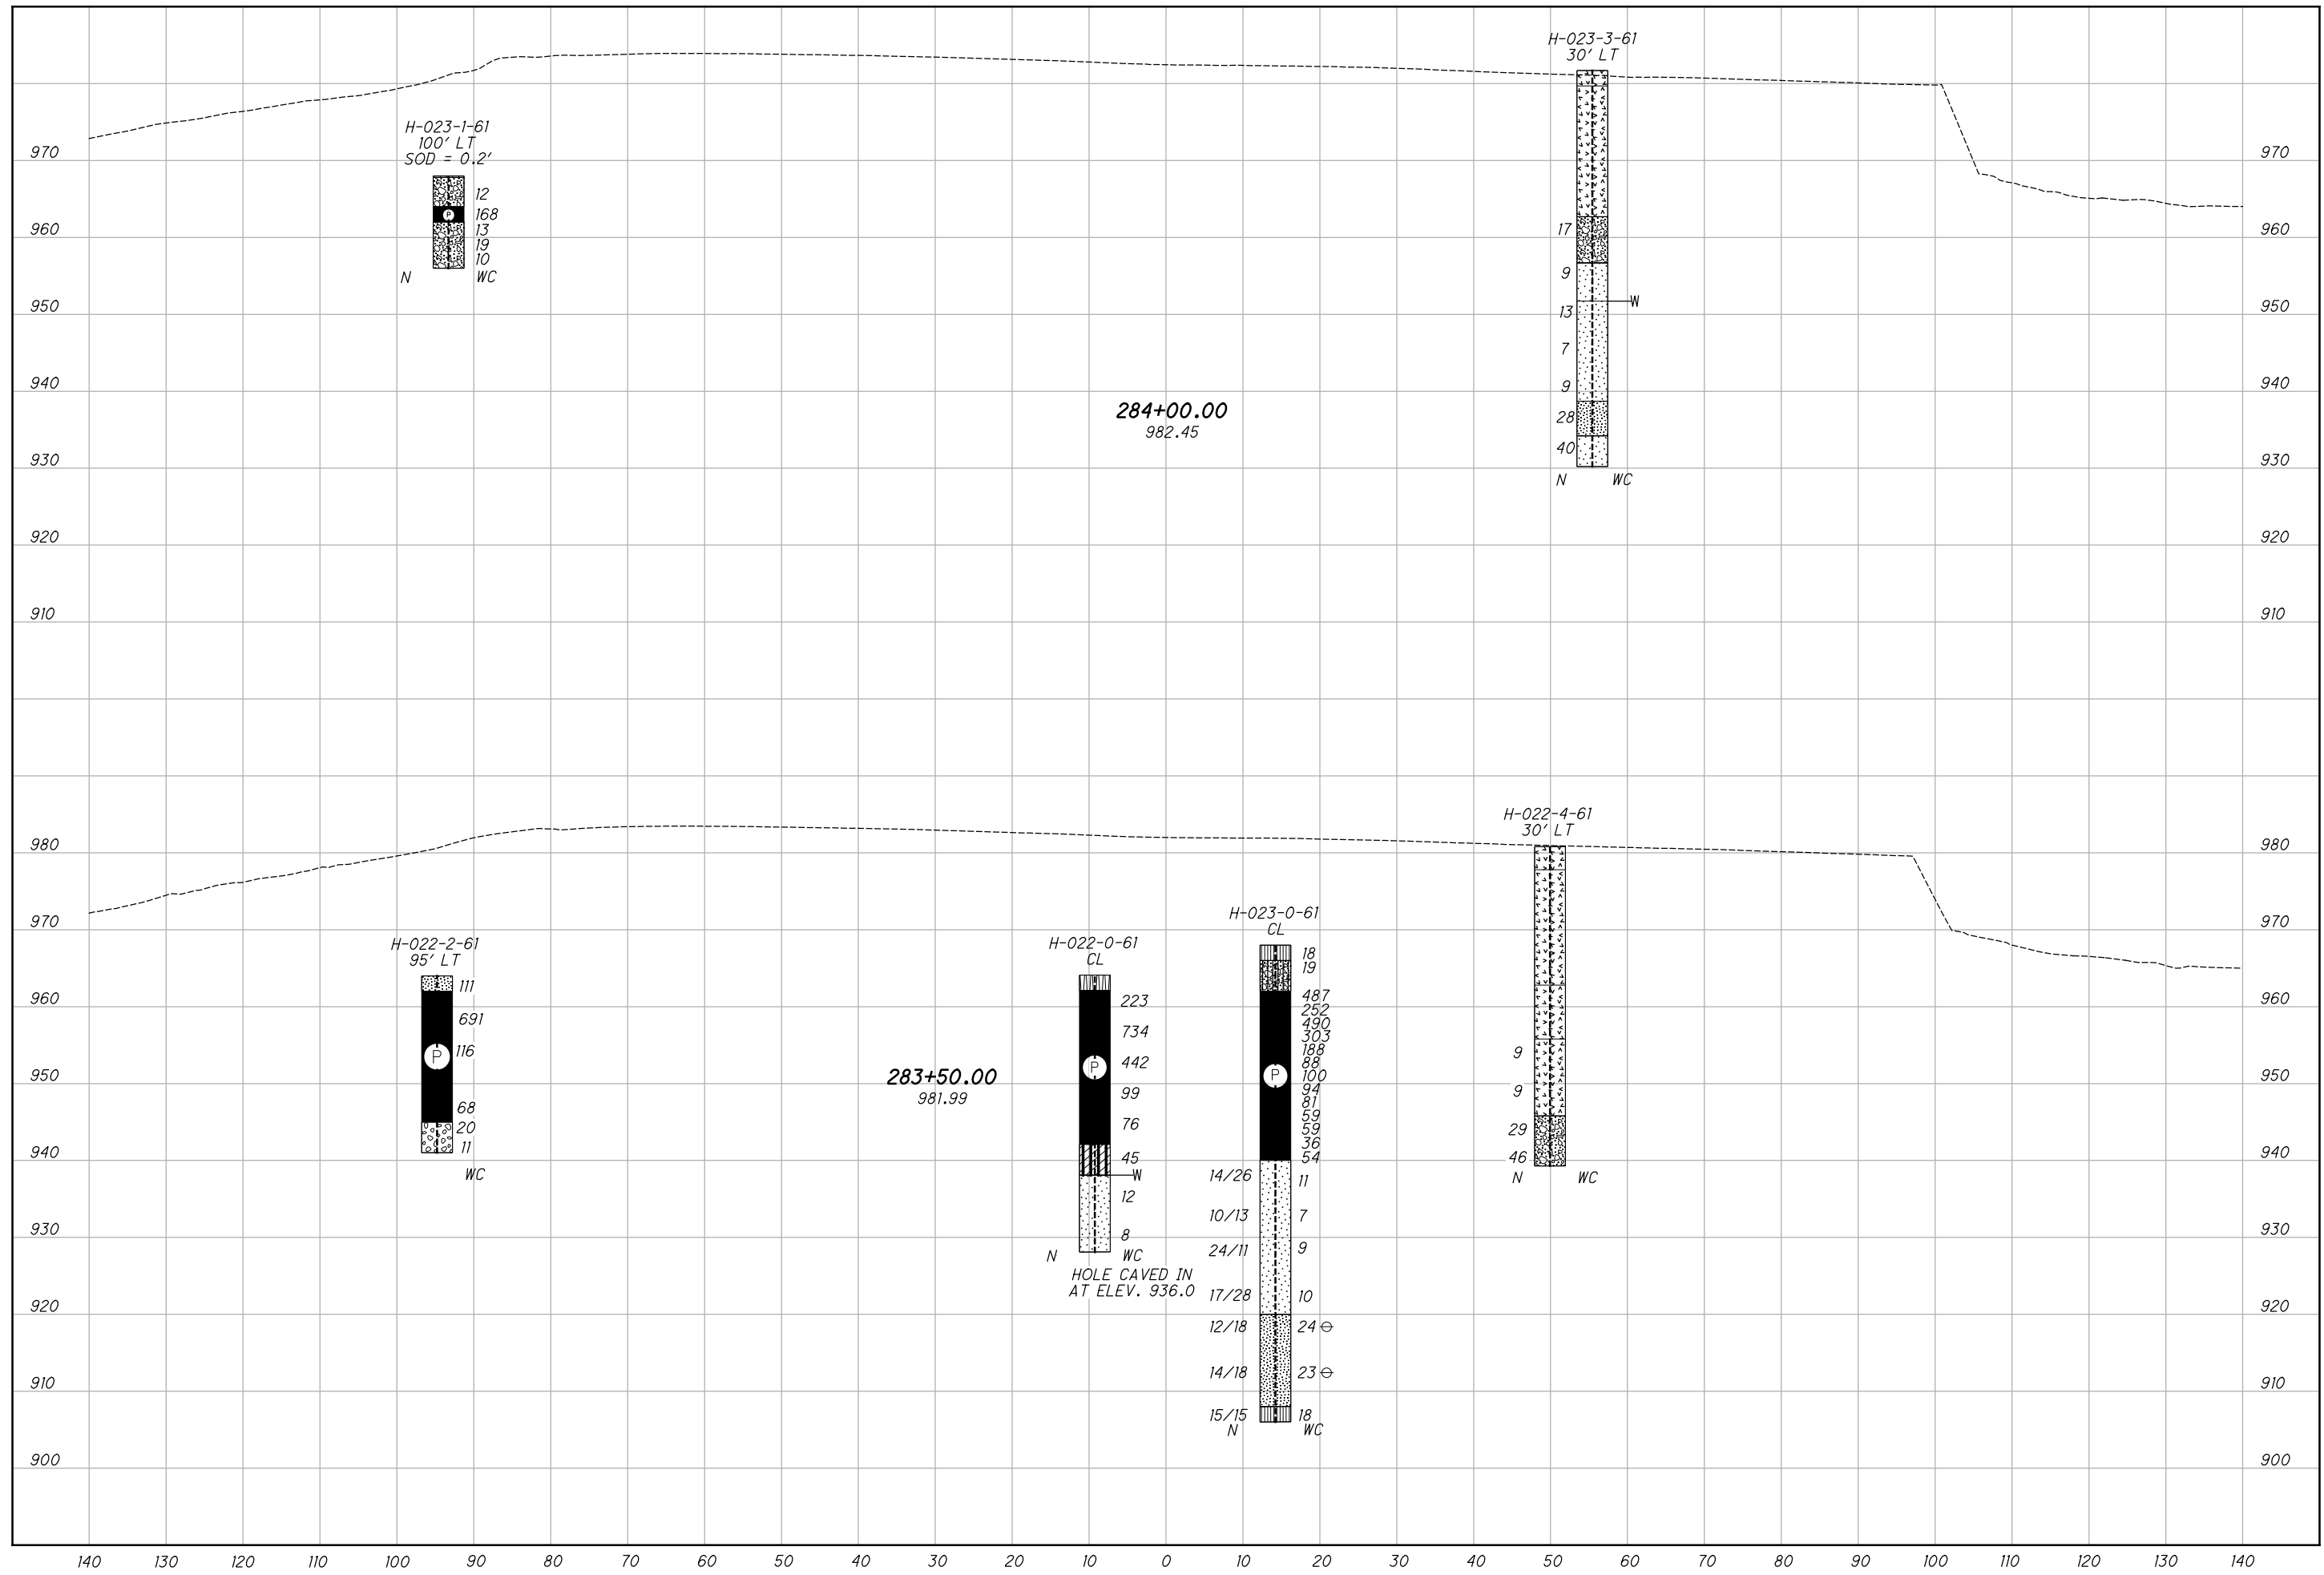 H-023-3-61
30' LT
H-023-1-61
100' LT
SOD = 0.2'
970 970
12
168
13
19
10
N WC
960 960
17
9
W
950 950
13
7
940 940
9
284+00.00
982.45
28
40
930 930
N WC
920 920
910 910
H-022-4-61
30' LT
980 980
H-023-0-61
CL
970 970
H-022-2-61
95' LT
H-022-0-61
CL
111
691
P
116
68
20
11
WC
283+50.00
981.99
223
734
442
P
99
76
45
W
12
8
N WC
HOLE CAVED IN
AT ELEV. 936.0
18
19
487
252
490
303
188
88
P
100
94
81
59
59
36
54
14/26 11
10/13 7
24/11 9
17/28 10
12/18 24
14/18 23
15/15 18
N WC
9
9
29
46
N WC
960 960
950 950
940 940
930 930
920 920
910 910
900 900
140 130 120 110 100 90 80 70 60 50 40 30 20 10 0 10 20 30 40 50 60 70 80 90 100 110 120 130 140